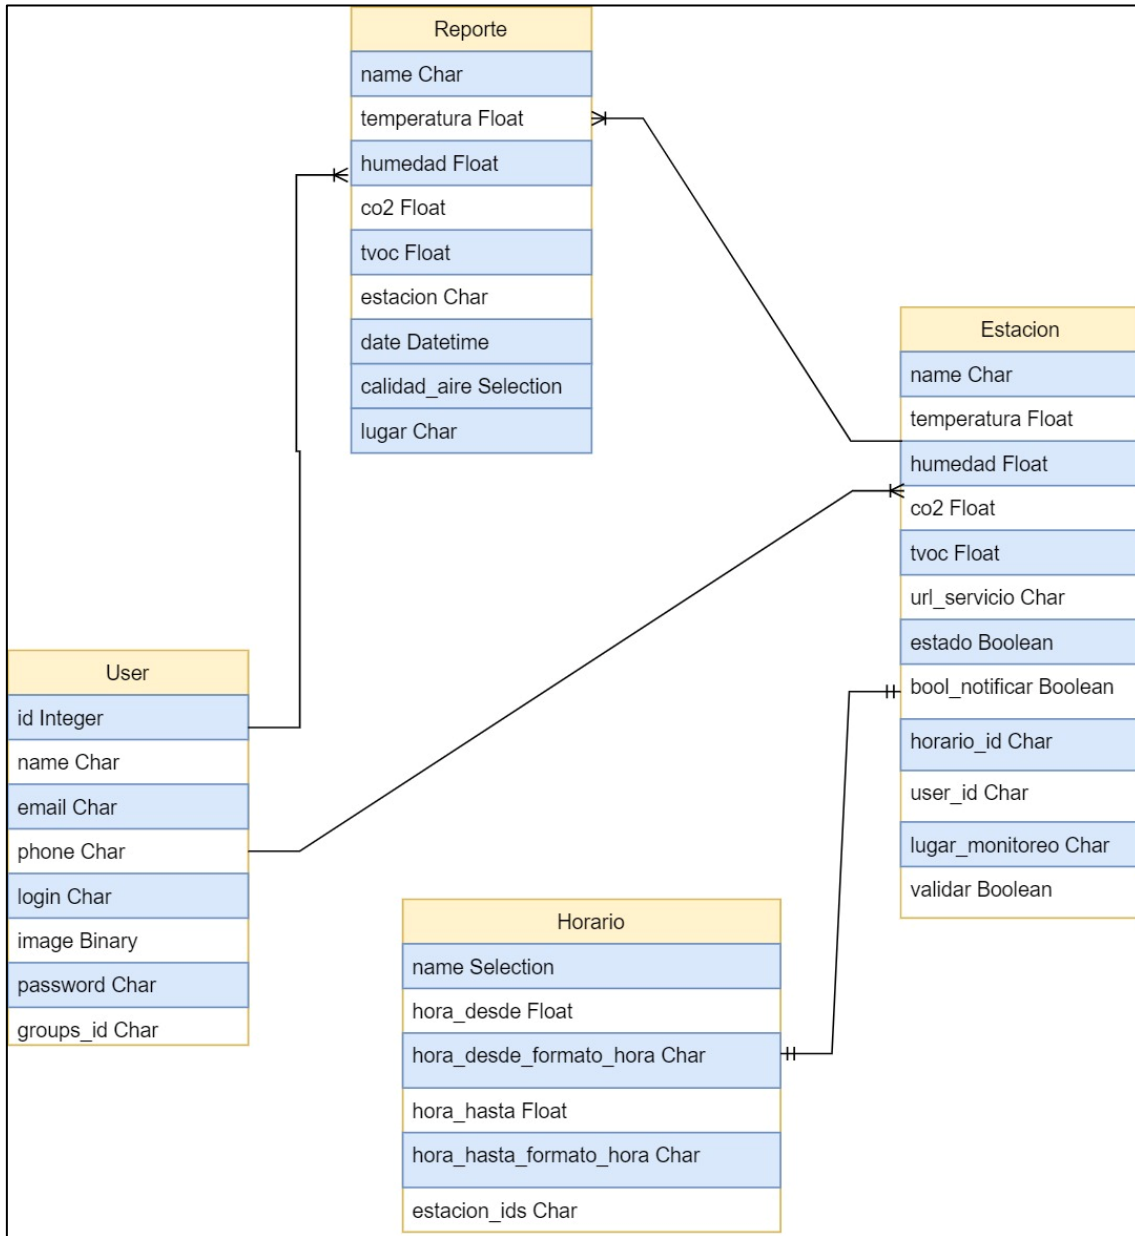 Reporte
name Char
temperatura Float
humedad Float
co2 Float
tvoc Float
estacion Char
date Datetime
calidad_aire Selection
lugar Char
Estacion
name Char
temperatura Float
humedad Float
co2 Float
tvoc Float
url_servicio Char
estado Boolean
bool_notificar Boolean
horario_id Char
user_id Char
lugar_monitoreo Char
validar Boolean
User
id Integer
name Char
email Char
phone Char
login Char
image Binary
password Char
groups_id Char
Horario
name Selection
hora_desde Float
hora_desde_formato_hora Char
hora_hasta Float
hora_hasta_formato_hora Char
estacion_ids Char